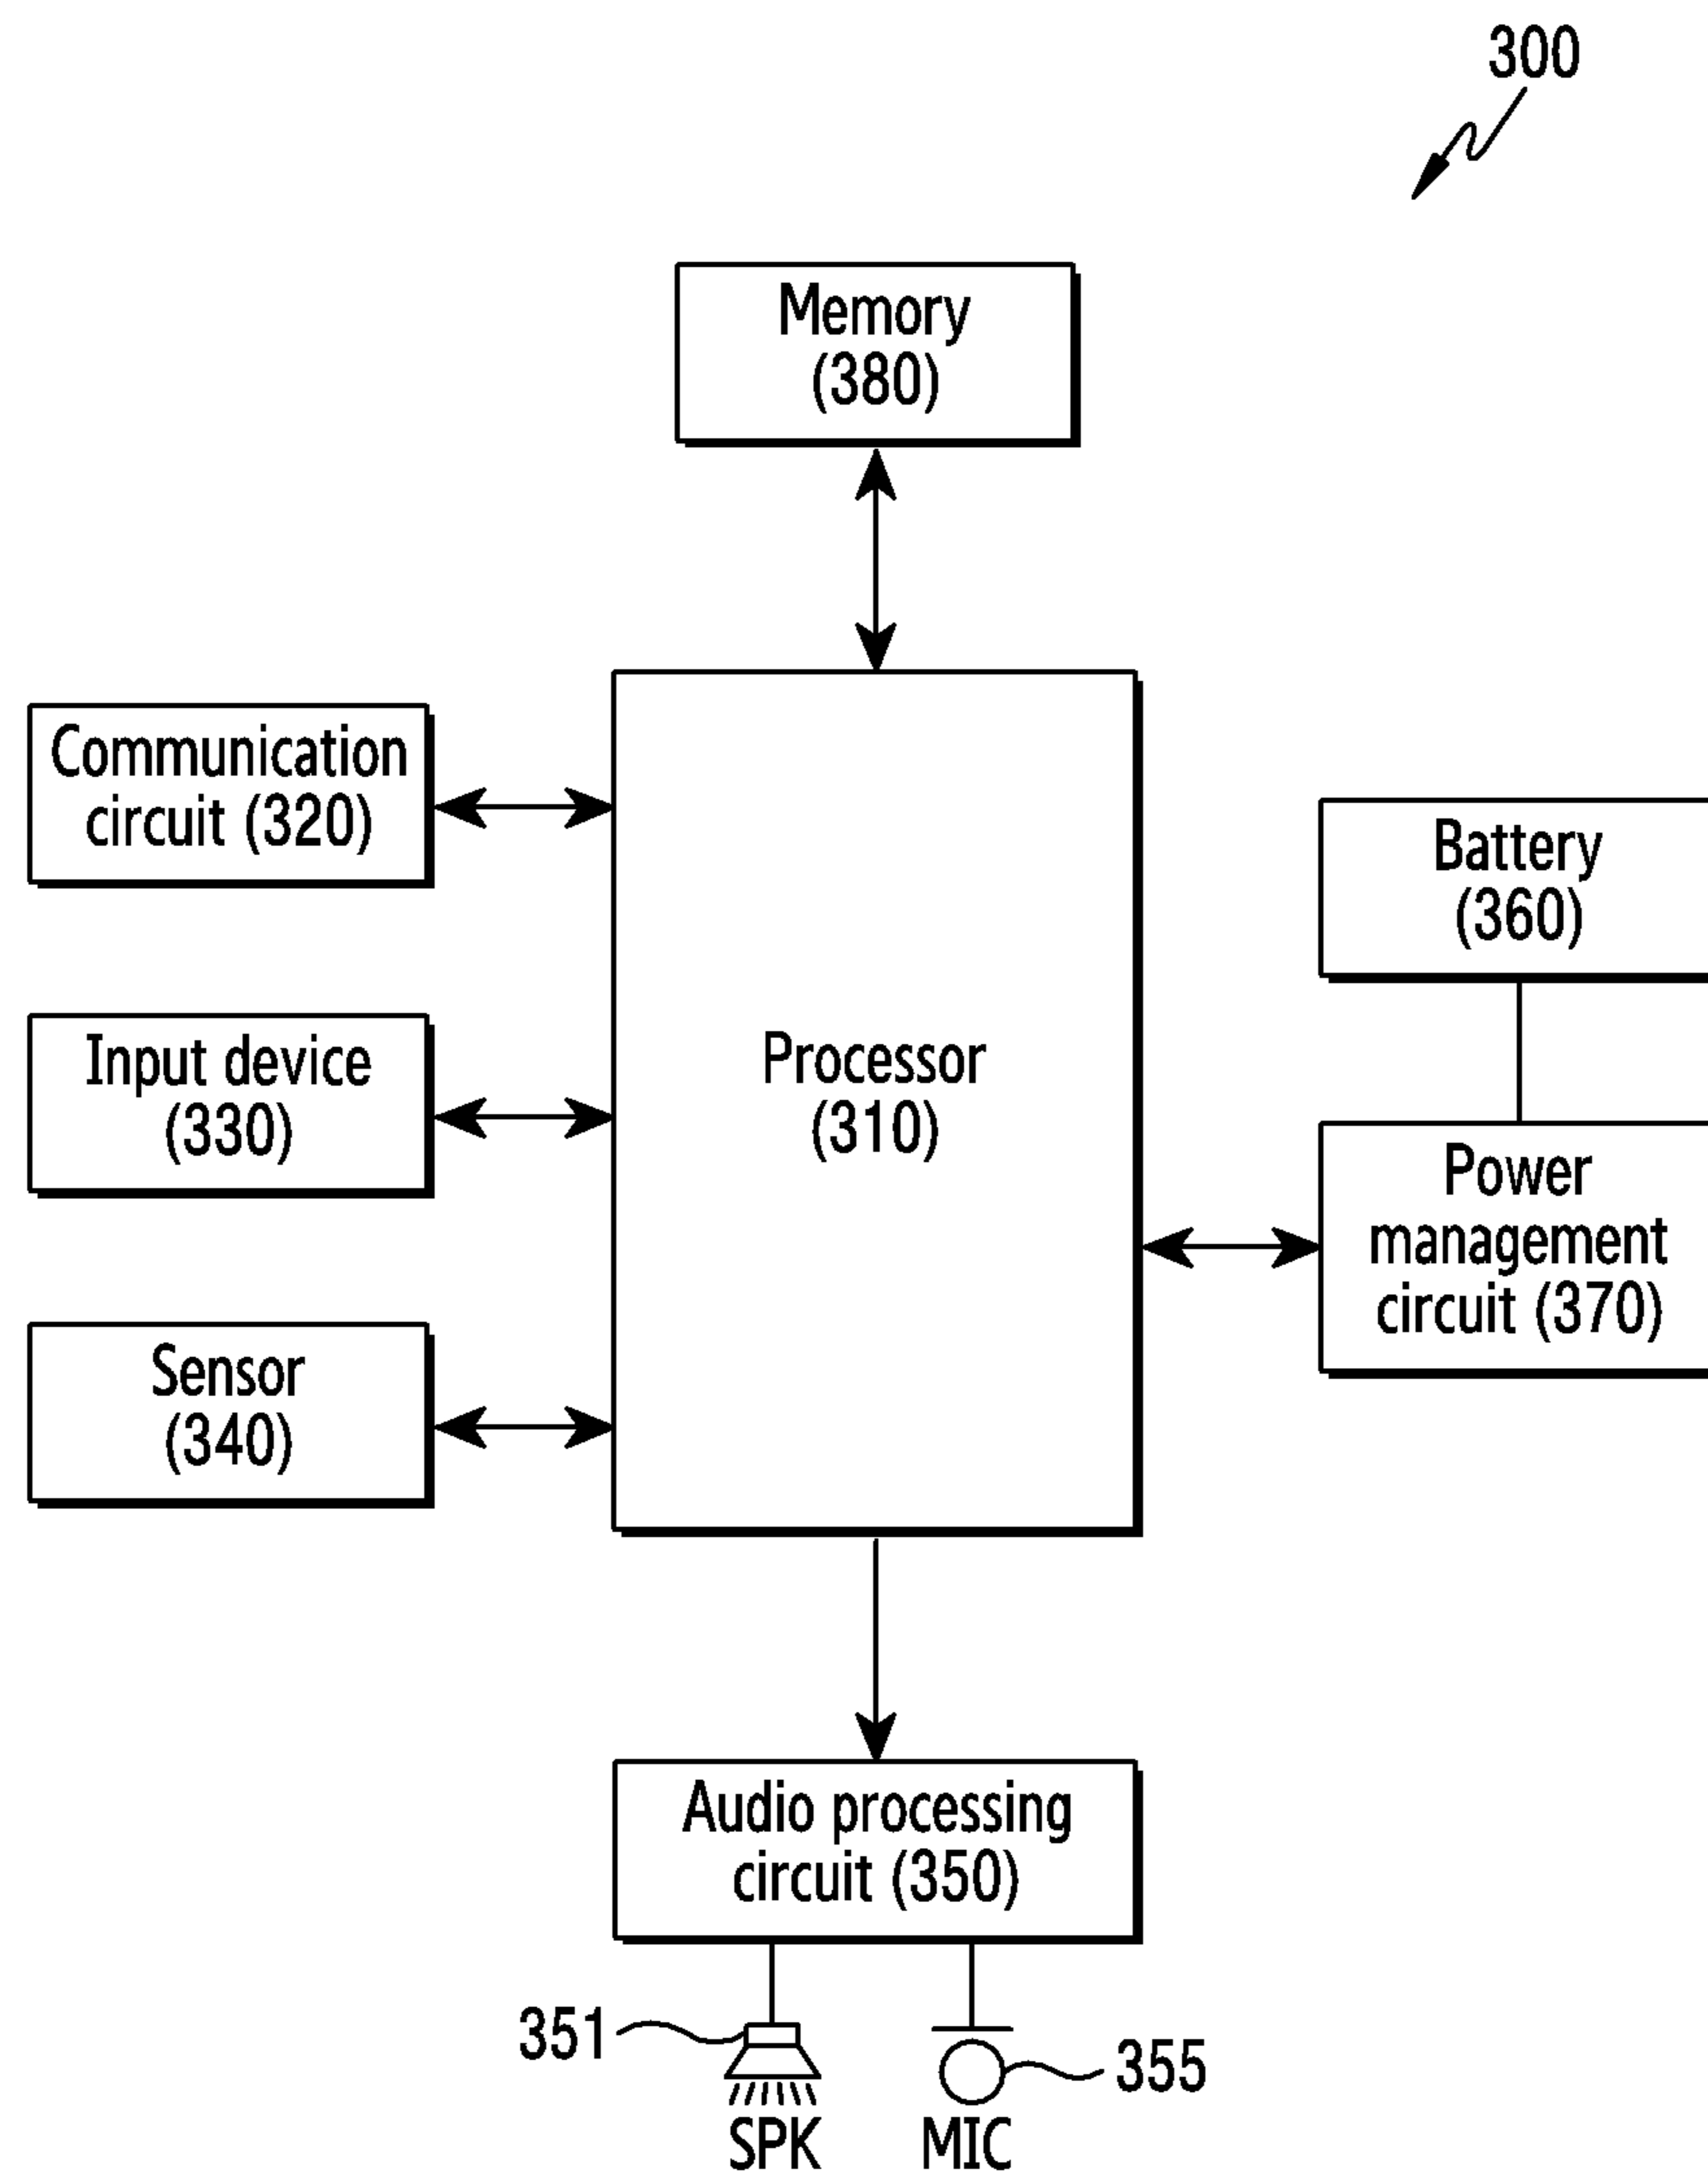 300
Memory
(380)
Communication
circuit (320)
Battery
(360)
Input device
(330)
Processor
(310)
Power
management
circuit (370)
Sensor
(340)
Audio processing
circuit (350)
351
355
SPK
MIC